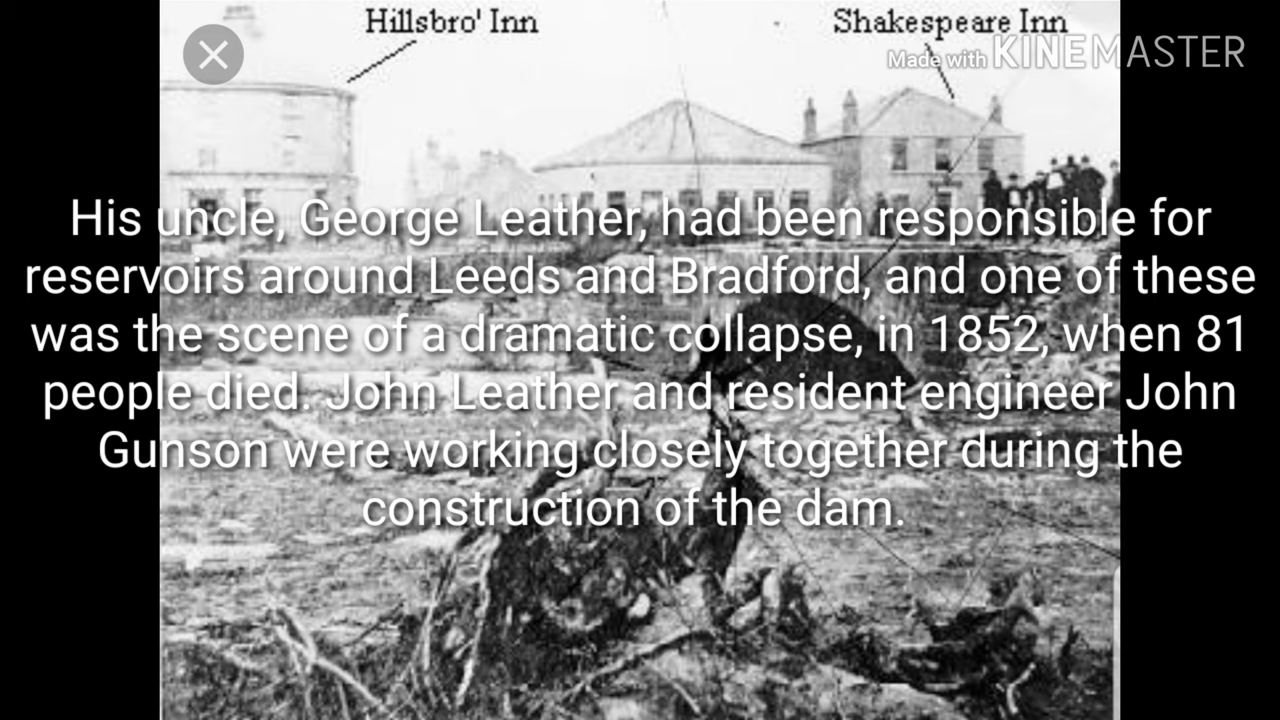 Hillsbro' Inn
Shakespeare Inn
Made with KINEMASTER
His uncle, George Leather, had been responsible for
reservoirs around Leeds and Bradford, and one of these
was the scene of a dramatic collapse, in 1852, when 81
people died. John Leather and resident engineer John
Gunson were working closely together during the
construction of the dam.